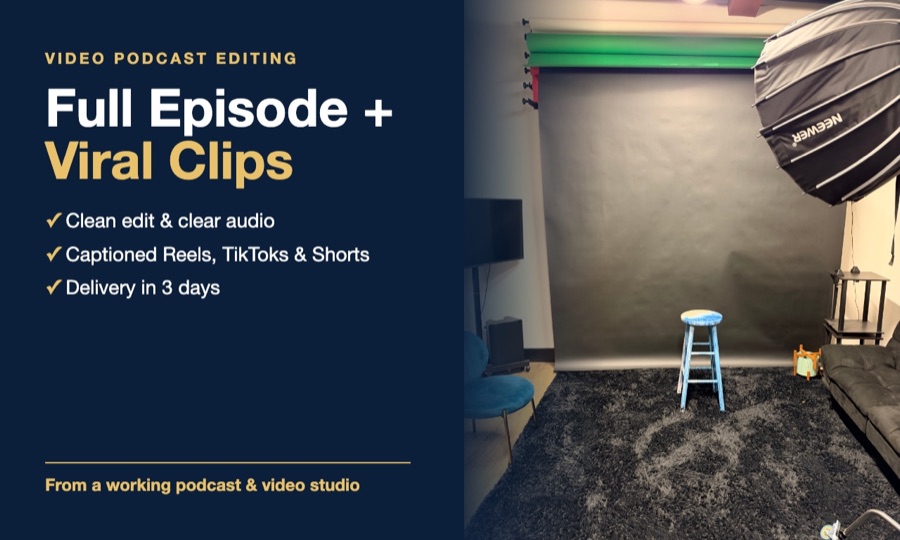 VIDEO PODCAST EDITING
Full Episode +
Viral Clips
✓ Clean edit & clear audio
✓ Captioned Reels, TikToks & Shorts
✓ Delivery in 3 days
From a working podcast & video studio
NEEWER